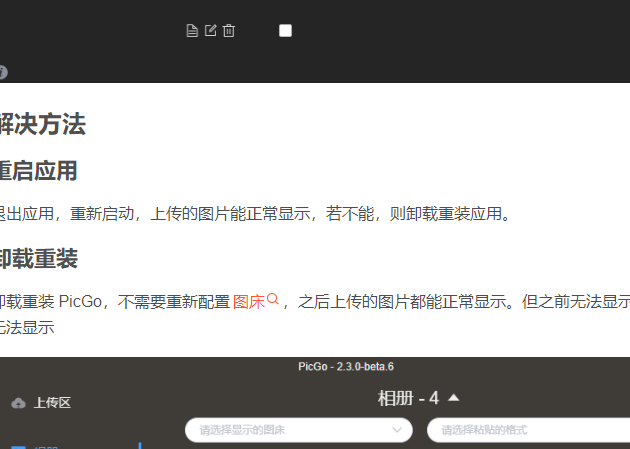 解决方法
重启应用
退出应用，重新启动，上传的图片能正常显示，若不能，则卸载重装应用。
卸载重装
卸载重装 PicGo，不需要重新配置图床，之后上传的图片都能正常显示。但之前无法显示
无法显示
PicGo - 2.3.0-beta.6
上传区
相册 - 4
请选择显示的图床
请选择粘贴的格式
相册